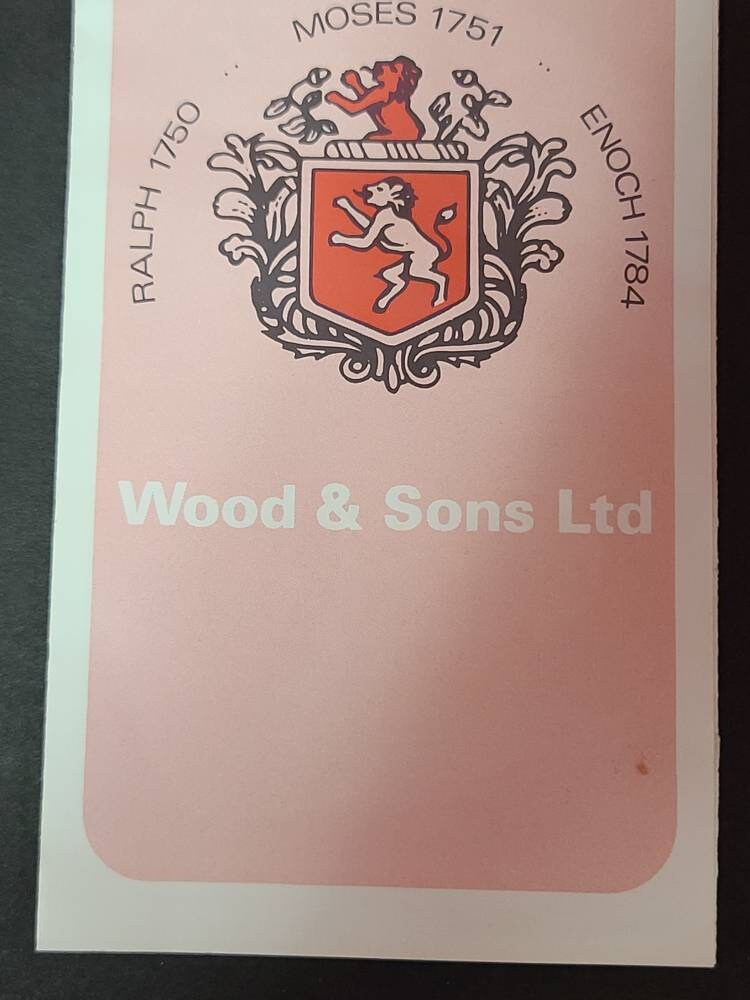 RALPH 1750
MOSES 1751
ENOCH 1784
Wood & Sons Ltd